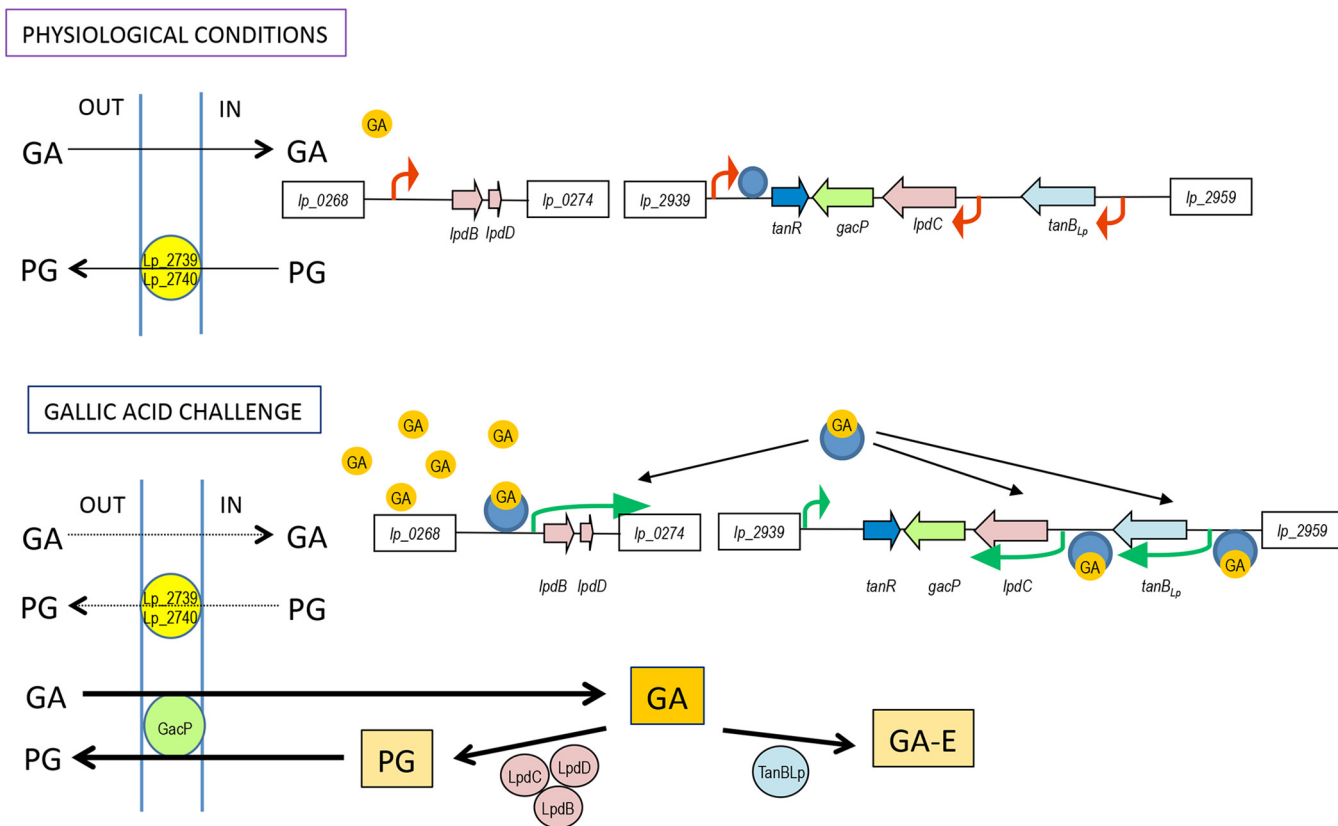 PHYSIOLOGICAL CONDITIONS
OUT IN
GA GA
GA
lp_0268 lp_0274 lp_2939 lp_2959
lpdB lpdD tanR gacP lpdC tanBLp
PG Lp_2739 PG
Lp_2740
GALLIC ACID CHALLENGE
GA GA GA
GA GA
GA GA
OUT IN
GA GA
lp_0268 lp_0274 lp_2939 lp_2959
GA GA
lpdB lpdD tanR gacP lpdC tanBLp
PG Lp_2739 PG
Lp_2740
GA GA
GacP
PG PG GA-E
LpdC LpdD TanBLp
LpdB